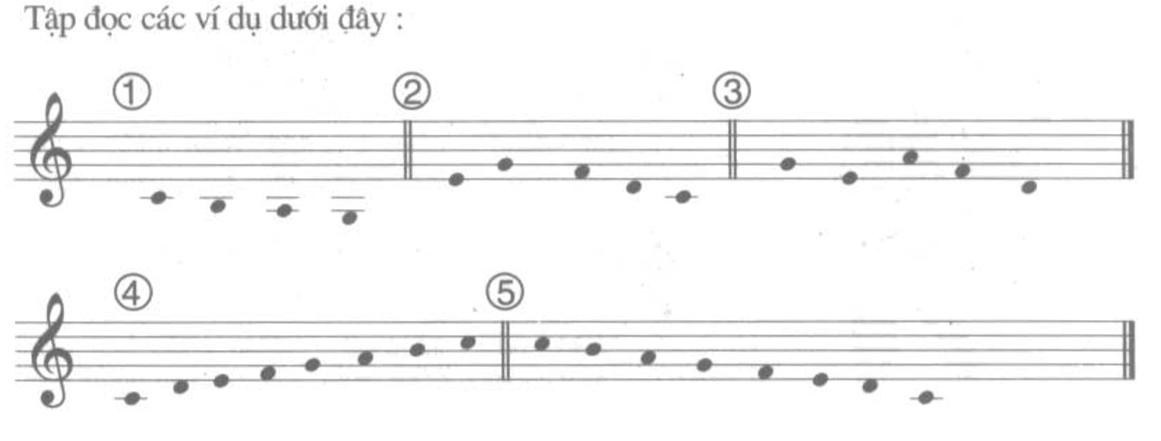 Tập đọc các ví dụ dưới đây :
① ② ③
④ ⑤